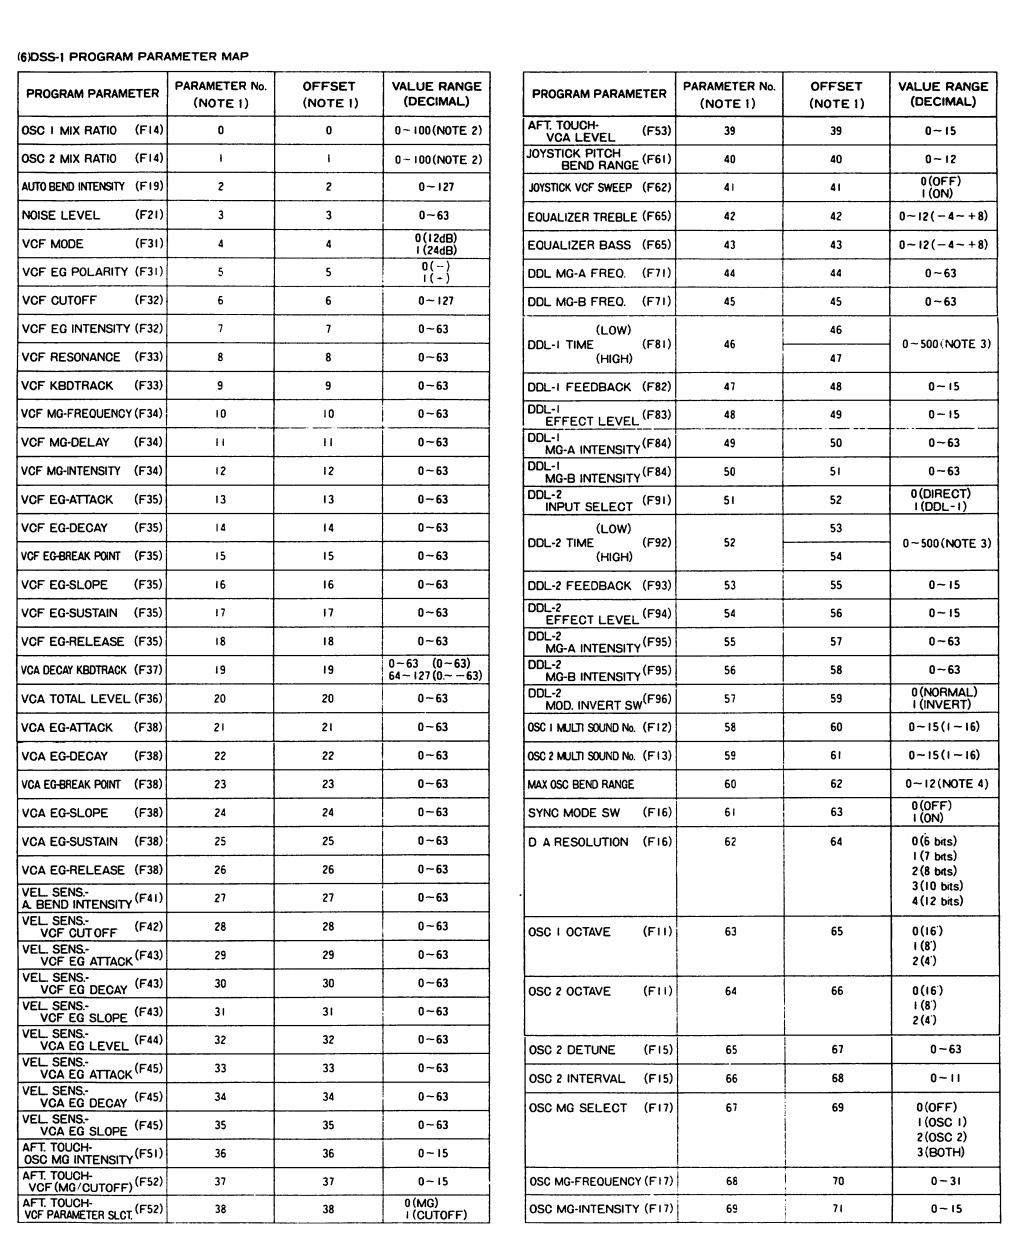 (6)DSS-1 PROGRAM PARAMETER MAP
PROGRAM PARAMETER PARAMETER No. (NOTE 1) OFFSET (NOTE 1) VALUE RANGE (DECIMAL)
OSC 1 MIX RATIO (F14) 0 0 0~100(NOTE 2)
OSC 2 MIX RATIO (F14) 1 1 0~100(NOTE 2)
AUTO BEND INTENSITY (F19) 2 2 0~127
NOISE LEVEL (F21) 3 3 0~63
VCF MODE (F31) 4 4 0(12dB) 1(24dB)
VCF EG POLARITY (F31) 5 5 0(-) 1(+)
VCF CUTOFF (F32) 6 6 0~127
VCF EG INTENSITY (F32) 7 7 0~63
VCF RESONANCE (F33) 8 8 0~63
VCF KBDTRACK (F33) 9 9 0~63
VCF MG-FREQUENCY (F34) 10 10 0~63
VCF MG-DELAY (F34) 11 11 0~63
VCF MG-INTENSITY (F34) 12 12 0~63
VCF EG-ATTACK (F35) 13 13 0~63
VCF EG-DECAY (F35) 14 14 0~63
VCF EG-BREAK POINT (F35) 15 15 0~63
VCF EG-SLOPE (F35) 16 16 0~63
VCF EG-SUSTAIN (F35) 17 17 0~63
VCF EG-RELEASE (F35) 18 18 0~63
VCA DECAY KBDTRACK (F37) 19 19 0~63 (0~63) 64~127(0~-63)
VCA TOTAL LEVEL (F36) 20 20 0~63
VCA EG-ATTACK (F38) 21 21 0~63
VCA EG-DECAY (F38) 22 22 0~63
VCA EG-BREAK POINT (F38) 23 23 0~63
VCA EG-SLOPE (F38) 24 24 0~63
VCA EG-SUSTAIN (F38) 25 25 0~63
VCA EG-RELEASE (F38) 26 26 0~63
VEL. SENS.- A. BEND INTENSITY (F41) 27 27 0~63
VEL. SENS.- VCF CUTOFF (F42) 28 28 0~63
VEL. SENS.- VCF EG ATTACK (F43) 29 29 0~63
VEL. SENS.- VCF EG DECAY (F43) 30 30 0~63
VEL. SENS.- VCF EG SLOPE (F43) 31 31 0~63
VEL. SENS.- VCA EG LEVEL (F44) 32 32 0~63
VEL. SENS.- VCA EG ATTACK (F45) 33 33 0~63
VEL. SENS.- VCA EG DECAY (F45) 34 34 0~63
VEL. SENS.- VCA EG SLOPE (F45) 35 35 0~63
AFT. TOUCH- OSC MG INTENSITY (F51) 36 36 0~15
AFT. TOUCH- VCF (MG/CUTOFF) (F52) 37 37 0~15
AFT. TOUCH- VCF PARAMETER SLCT. (F52) 38 38 0(MG) 1(CUTOFF)
PROGRAM PARAMETER PARAMETER No. (NOTE 1) OFFSET (NOTE 1) VALUE RANGE (DECIMAL)
AFT. TOUCH- VCA LEVEL (F53) 39 39 0~15
JOYSTICK PITCH BEND RANGE (F61) 40 40 0~12
JOYSTICK VCF SWEEP (F62) 41 41 0(OFF) 1(ON)
EQUALIZER TREBLE (F65) 42 42 0~12(-4~+8)
EQUALIZER BASS (F65) 43 43 0~12(-4~+8)
DDL MG-A FREQ. (F71) 44 44 0~63
DDL MG-B FREQ. (F71) 45 45 0~63
(LOW) 46
DDL-1 TIME (F81) 46 0~500(NOTE 3)
(HIGH) 47
DDL-1 FEEDBACK (F82) 47 48 0~15
DDL-1 EFFECT LEVEL (F83) 48 49 0~15
DDL-1 MG-A INTENSITY (F84) 49 50 0~63
DDL-1 MG-B INTENSITY (F84) 50 51 0~63
DDL-2 INPUT SELECT (F91) 51 52 0(DIRECT) 1(DDL-1)
(LOW) 53
DDL-2 TIME (F92) 52 0~500(NOTE 3)
(HIGH) 54
DDL-2 FEEDBACK (F93) 53 55 0~15
DDL-2 EFFECT LEVEL (F94) 54 56 0~15
DDL-2 MG-A INTENSITY (F95) 55 57 0~63
DDL-2 MG-B INTENSITY (F95) 56 58 0~63
DDL-2 MOD. INVERT SW (F96) 57 59 0(NORMAL) 1(INVERT)
OSC 1 MULTI SOUND No. (F12) 58 60 0~15(1~16)
OSC 2 MULTI SOUND No. (F13) 59 61 0~15(1~16)
MAX OSC BEND RANGE 60 62 0~12(NOTE 4)
SYNC MODE SW (F16) 61 63 0(OFF) 1(ON)
D A RESOLUTION (F16) 62 64 0(6 bits)
1(7 bits)
2(8 bits)
3(10 bits)
4(12 bits)
OSC 1 OCTAVE (F11) 63 65 0(16')
1(8')
2(4')
OSC 2 OCTAVE (F11) 64 66 0(16')
1(8')
2(4')
OSC 2 DETUNE (F15) 65 67 0~63
OSC 2 INTERVAL (F15) 66 68 0~11
OSC MG SELECT (F17) 67 69 0(OFF)
1(OSC 1)
2(OSC 2)
3(BOTH)
OSC MG-FREQUENCY (F17) 68 70 0~31
OSC MG-INTENSITY (F17) 69 71 0~15